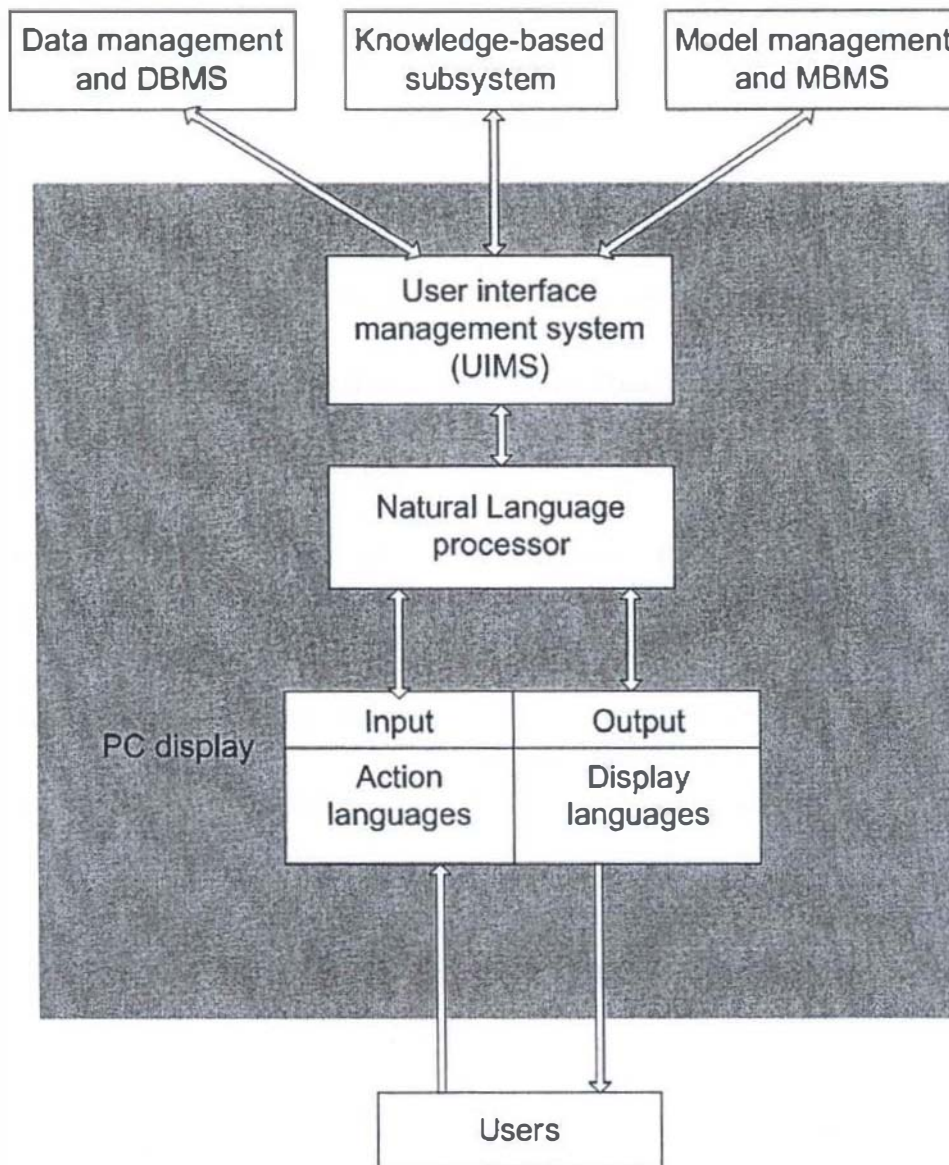 Data management
and DBMS
Knowledge-based
subsystem
Model management
and MBMS
User interface
management system
(UIMS)
Natural Language
processor
PC display
Input
Output
Action
languages
Display
languages
Users